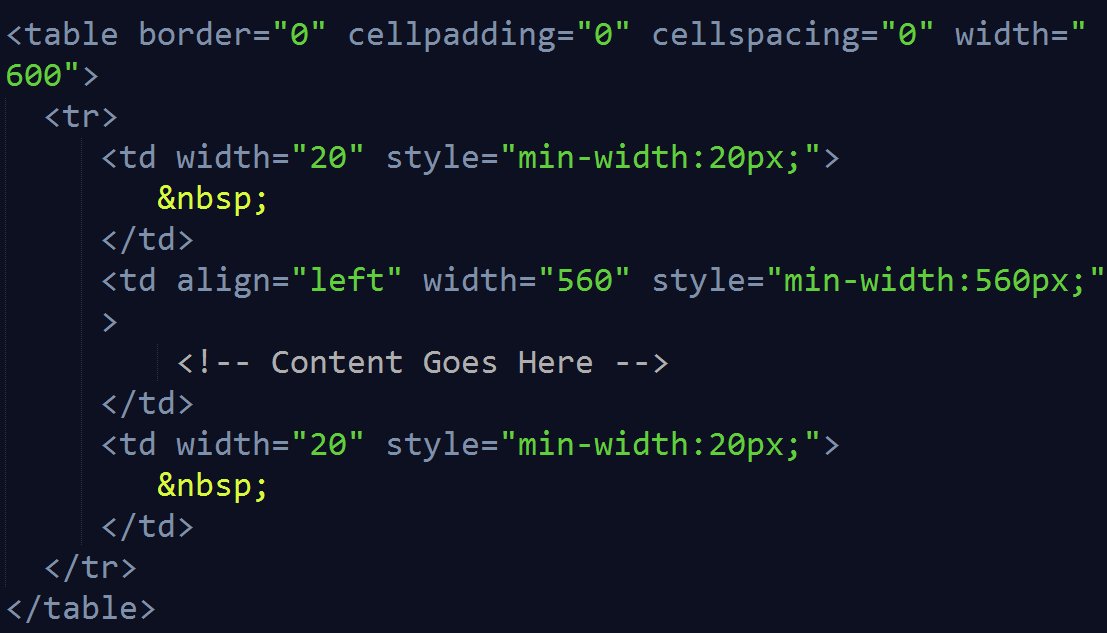 <table border="0" cellpadding="0" cellspacing="0" width="
600">
<tr>
<td width="20" style="min-width:20px;">
&nbsp;
</td>
<td align="left" width="560" style="min-width:560px;"
>
<!-- Content Goes Here -->
</td>
<td width="20" style="min-width:20px;">
&nbsp;
</td>
</tr>
</table>